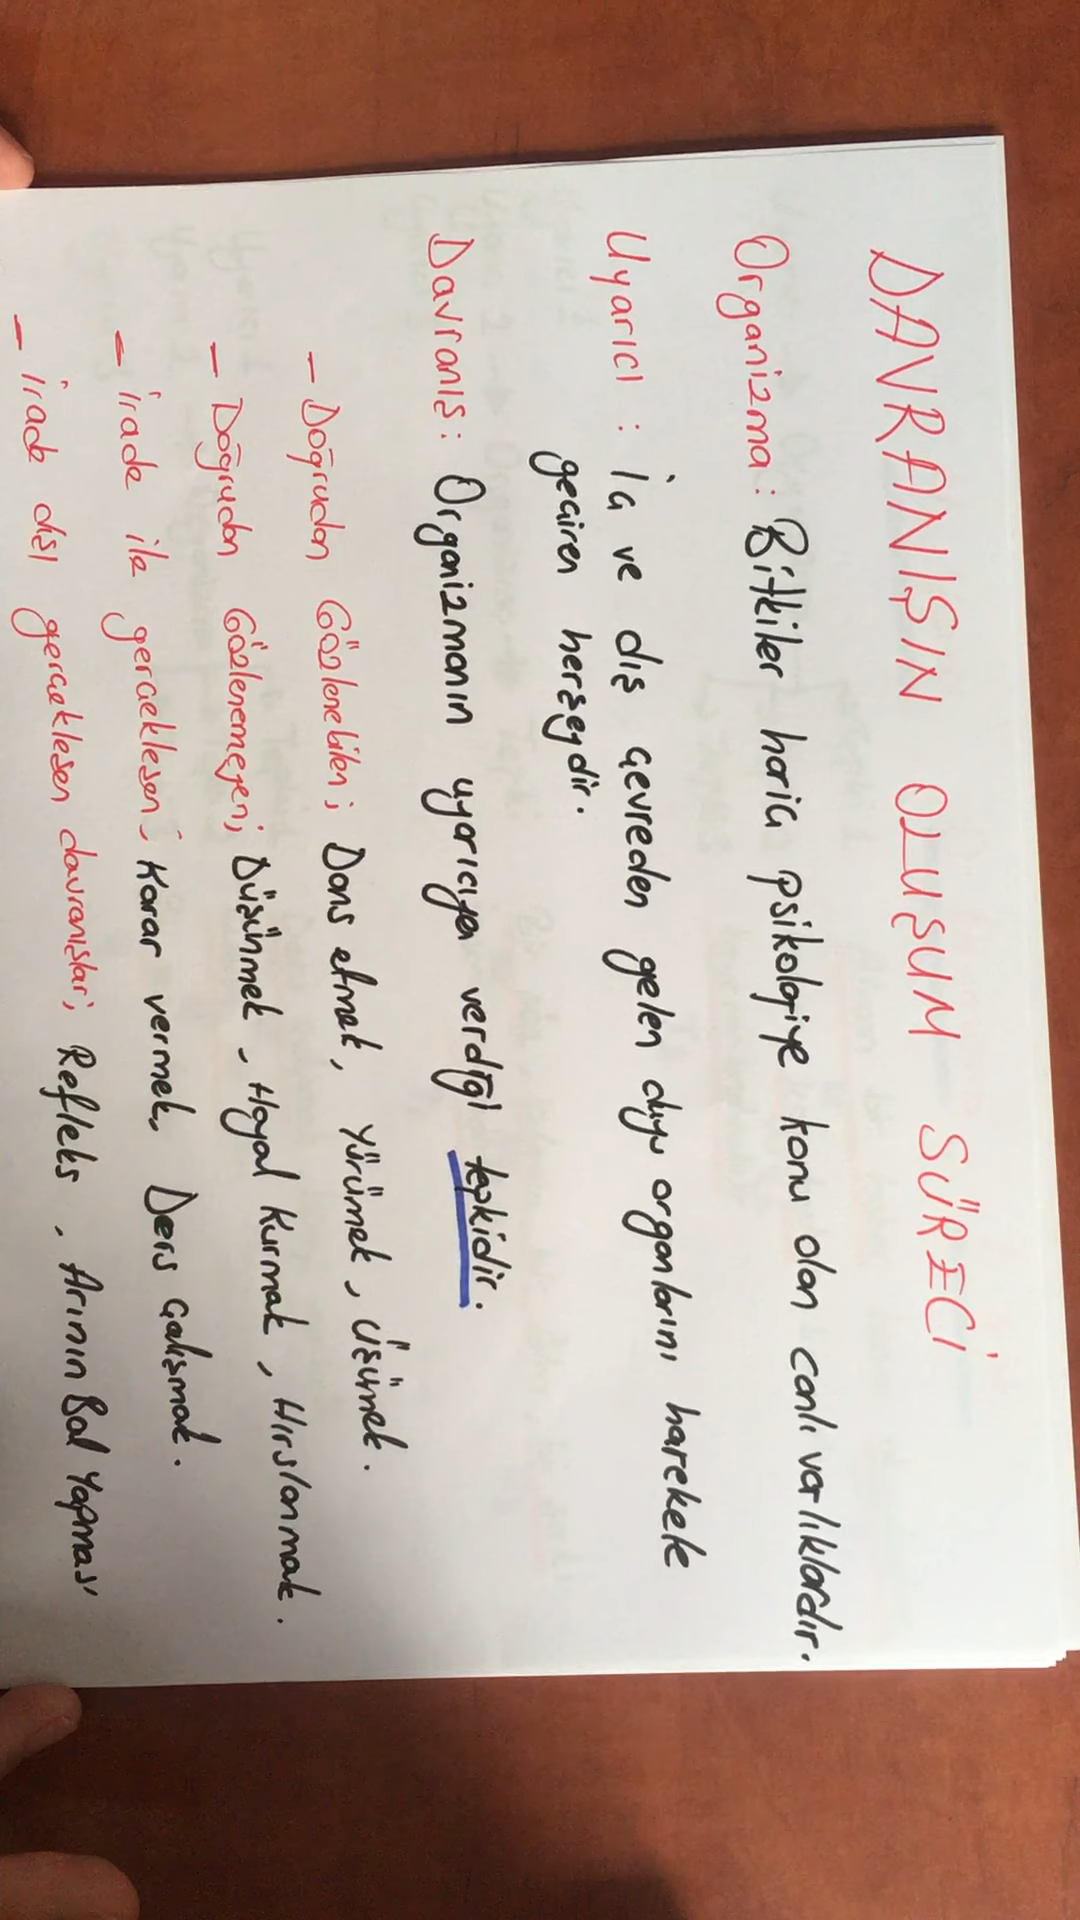 DAVRANIŞIN OLUŞUM SÜRECİ
Organizma: Bitkiler hariç psikolojiye konu olan canlı varlıklardır.
Uyarıcı: İç ve dış çevreden gelen duyu organlarını harekete
geçiren herşeydir.
Davranış: Organizmanın uyarıcıya verdiği tepkidir.
- Doğrudan Gözlenebilen; Dans etmek, Yürümek, Üşümek.
- Doğrudan Gözlenemeyen; Düşünmek, Hayal Kurmak, Hırslanmak.
- İrade ile gerçekleşen; Karar vermek, Ders çalışmak.
- İrade dışı gerçekleşen davranışlar; Refleks, Arının Bal Yapması